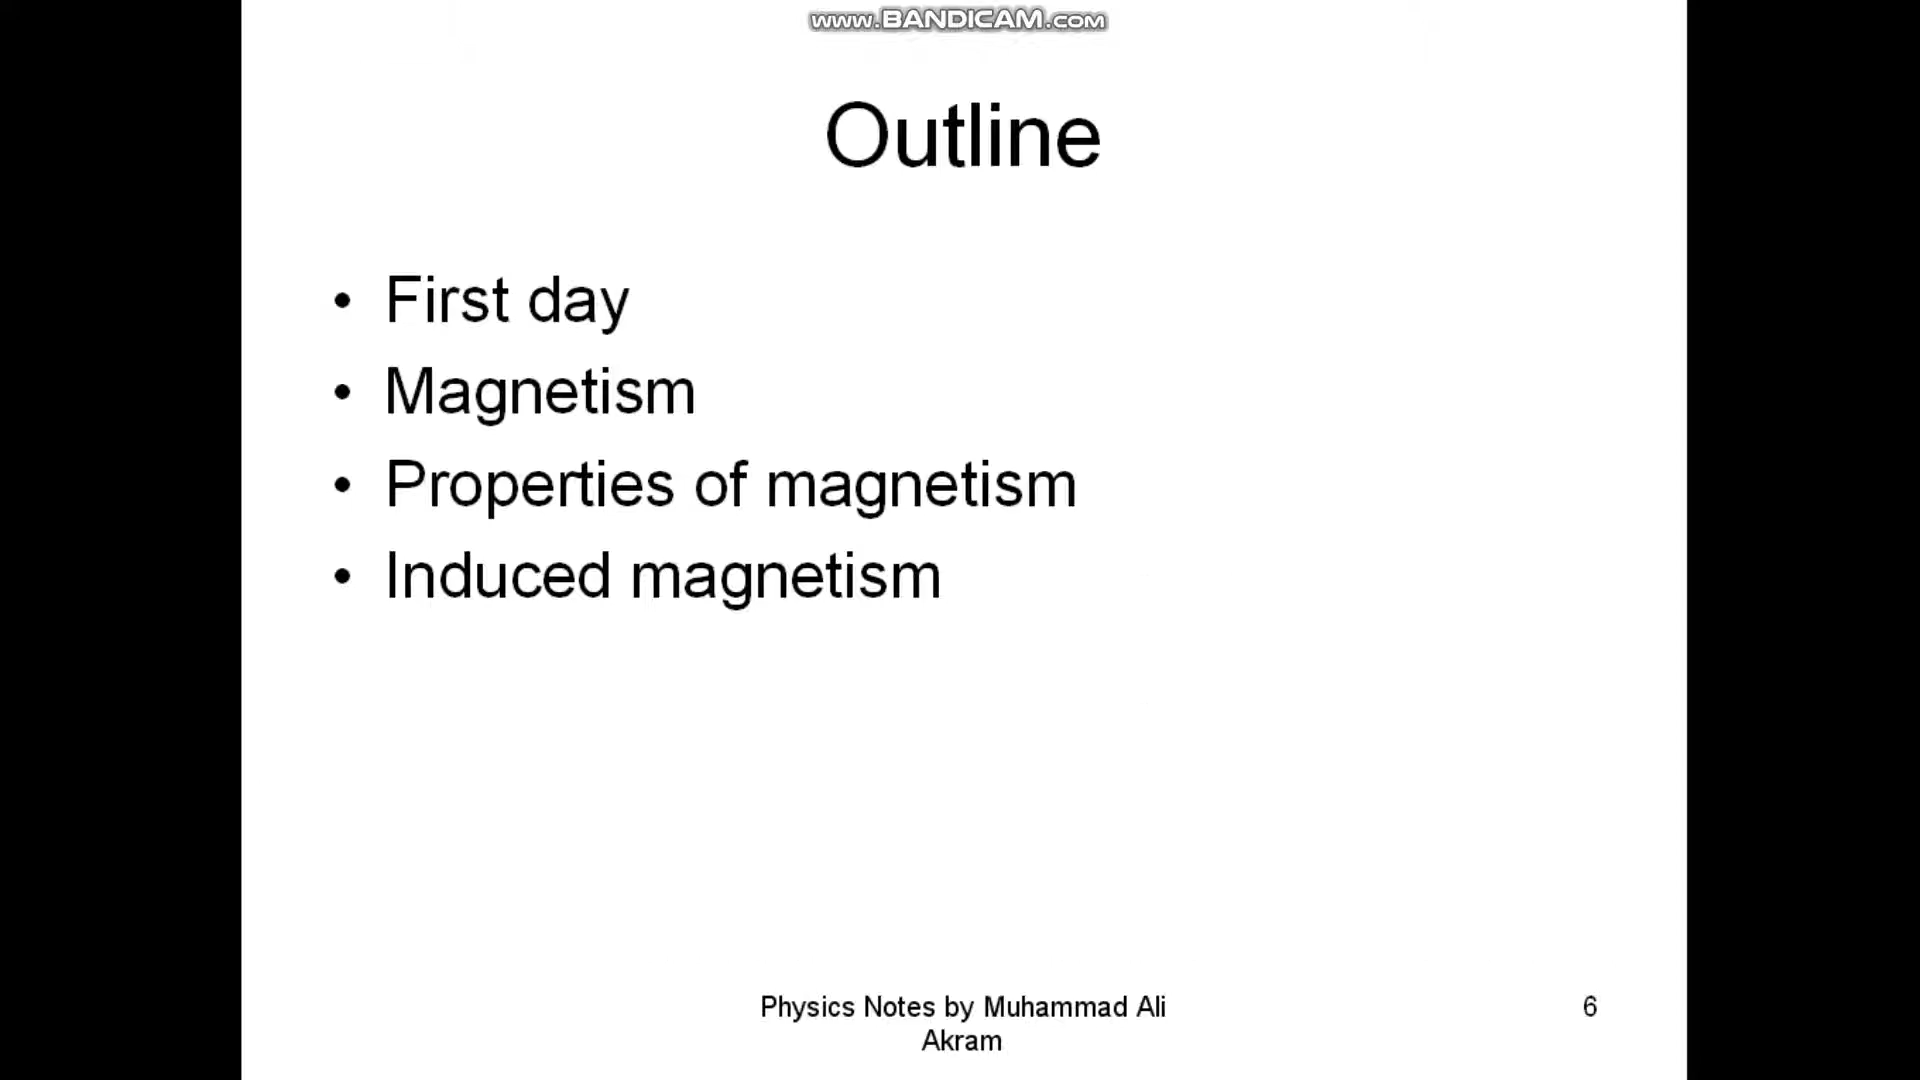 www.BANDICAM.com
Outline
• First day
• Magnetism
• Properties of magnetism
• Induced magnetism
Physics Notes by Muhammad Ali
Akram
6